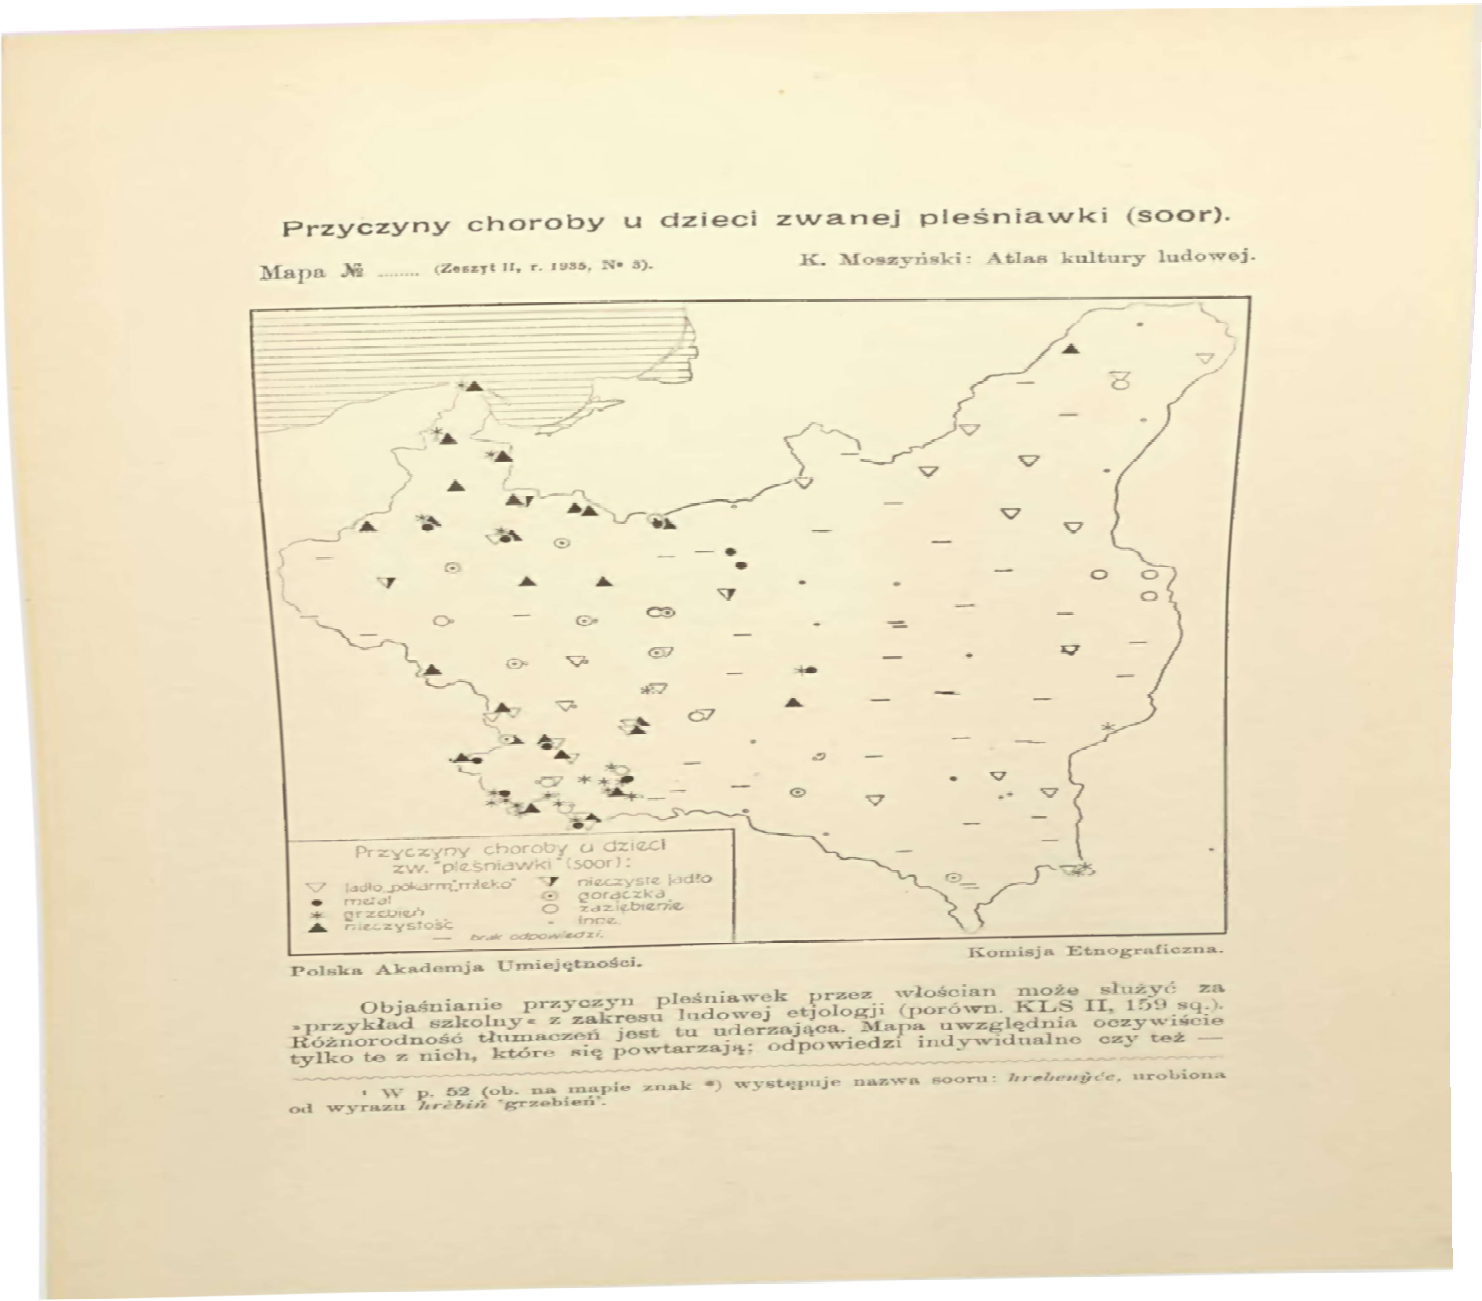 Przyczyny choroby u dzieci zwanej pleśniawki (soor).
Mapa № ........ (Zeszyt II, r. 1935, N• 3).
K. Moszyński: Atlas kultury ludowej.
Przyczyny choroby u dzieci
zw. "pleśniawki" (soor):
jadło, pokarm, "mleko"
metal
grzebień
nieczystość
nieczyste jadło
gorączka
zaziębienie
inne
brak odpowiedzi.
Polska Akademja Umiejętności.
Komisja Etnograficzna.
Objaśnianie przyczyn pleśniawek przez włościan może służyć za
»przykład szkolny« z zakresu ludowej etjologji (porówn. KLS II, 159 sq.).
Różnorodność tłumaczeń jest tu uderzająca. Mapa uwzględnia oczywiście
tylko te z nich, które się powtarzają; odpowiedzi indywidualne czy też —
¹ W p. 52 (ob. na mapie znak *) występuje nazwa sooru: urobiona
od wyrazu hrèbiń 'grzebień'.